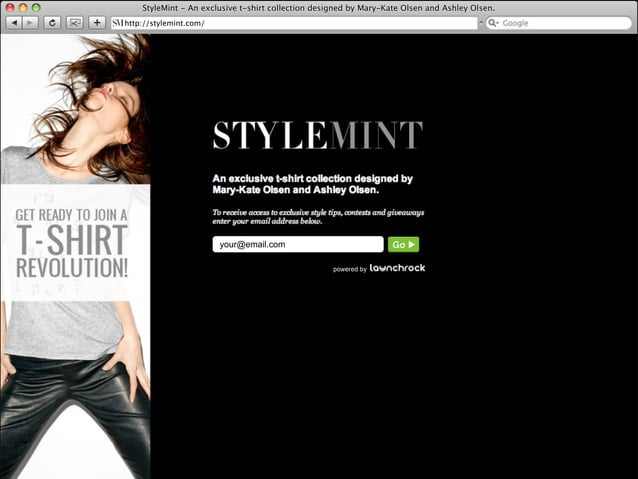 StyleMint – An exclusive t-shirt collection designed by Mary-Kate Olsen and Ashley Olsen.
SM http://stylemint.com/
Google
STYLEMINT
An exclusive t-shirt collection designed by
Mary-Kate Olsen and Ashley Olsen.
To receive access to exclusive style tips, contests and giveaways
enter your email address below.
your@email.com
Go
powered by lawnchrock
GET READY TO JOIN A
T-SHIRT
REVOLUTION!